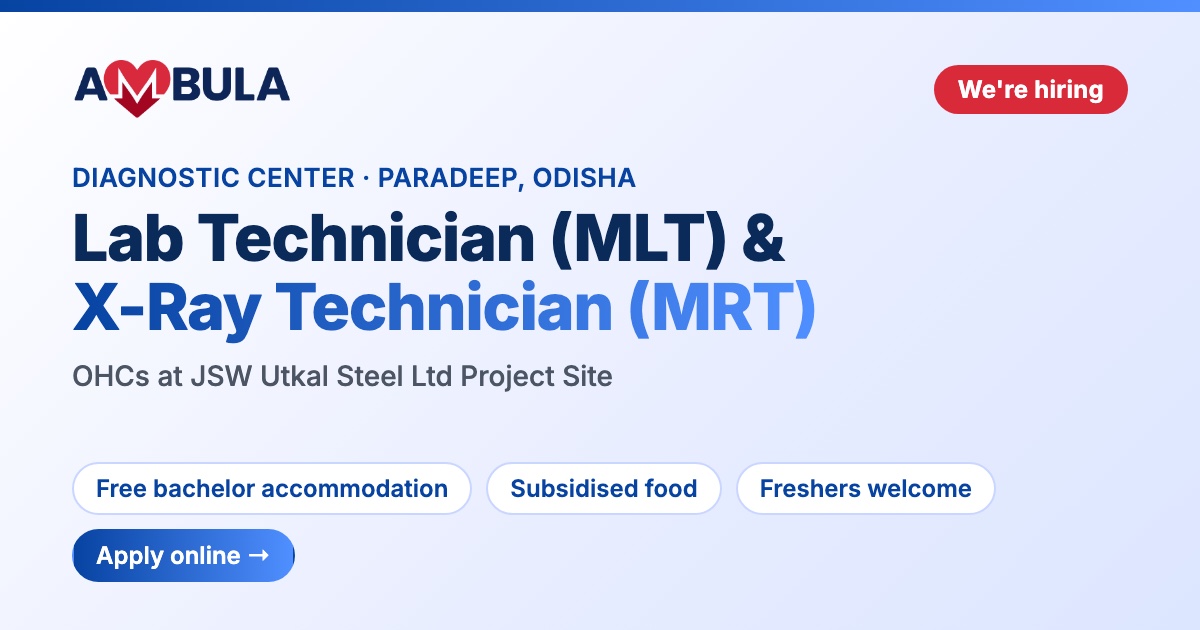 AMBULA
We're hiring
DIAGNOSTIC CENTER · PARADEEP, ODISHA
Lab Technician (MLT) &
X-Ray Technician (MRT)
OHCs at JSW Utkal Steel Ltd Project Site
Free bachelor accommodation
Subsidised food
Freshers welcome
Apply online →